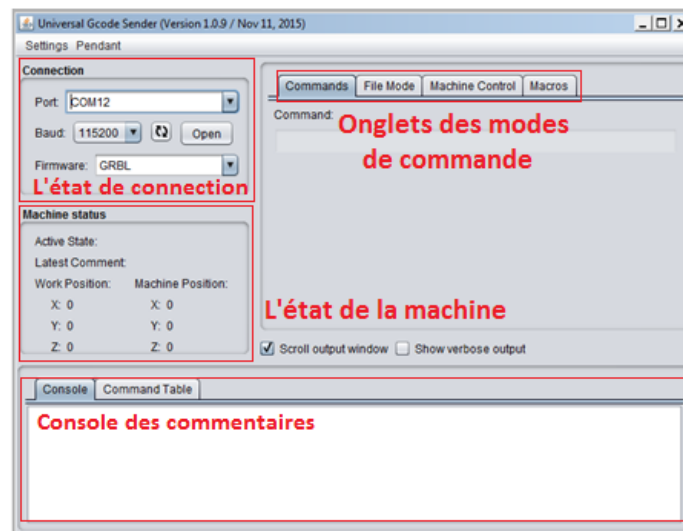 Universal Gcode Sender (Version 1.0.9 / Nov 11, 2015)
Settings Pendant
Connection
Port: COM12
Baud: 115200 Open
Firmware: GRBL
L'état de connection
Machine status
Active State:
Latest Comment:
Work Position: Machine Position:
X: 0 X: 0
Y: 0 Y: 0
Z: 0 Z: 0
Commands File Mode Machine Control Macros
Command:
Onglets des modes
de commande
L'état de la machine
Scroll output window Show verbose output
Console Command Table
Console des commentaires